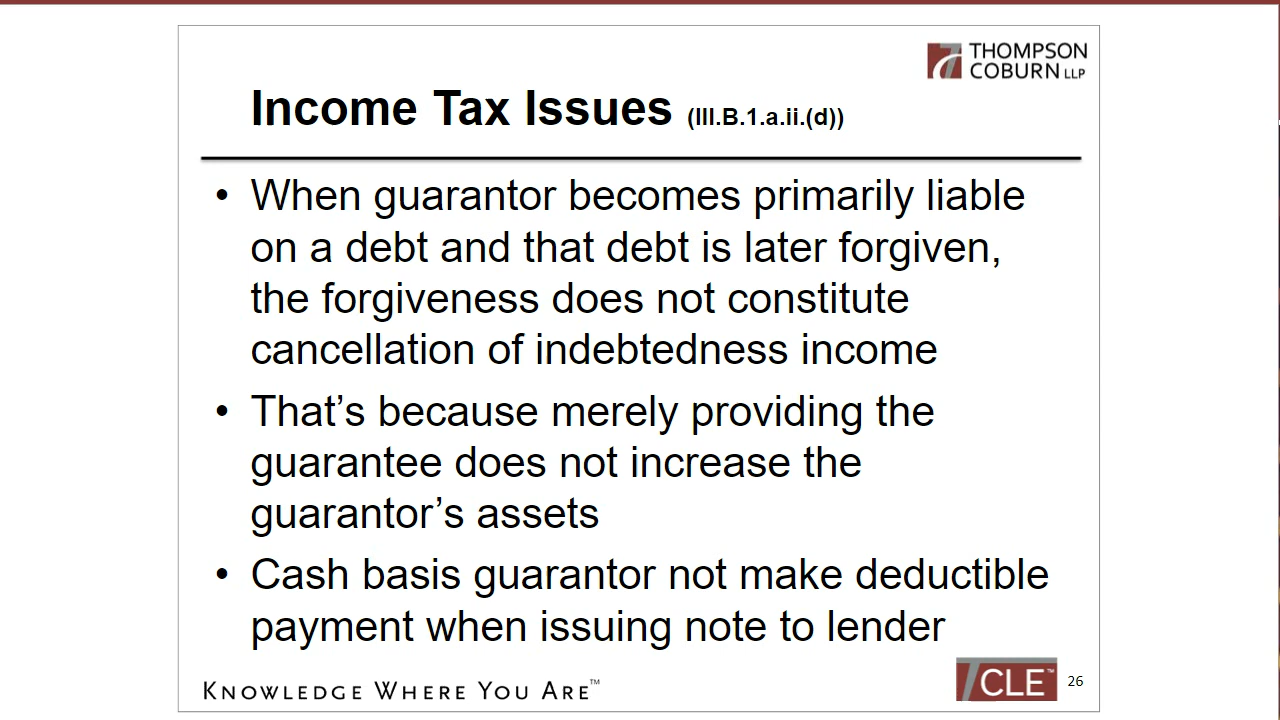 THOMPSON
COBURN LLP
Income Tax Issues (III.B.1.a.ii.(d))
• When guarantor becomes primarily liable
on a debt and that debt is later forgiven,
the forgiveness does not constitute
cancellation of indebtedness income
• That’s because merely providing the
guarantee does not increase the
guarantor’s assets
• Cash basis guarantor not make deductible
payment when issuing note to lender
KNOWLEDGE WHERE YOU ARE™
CLE™ 26